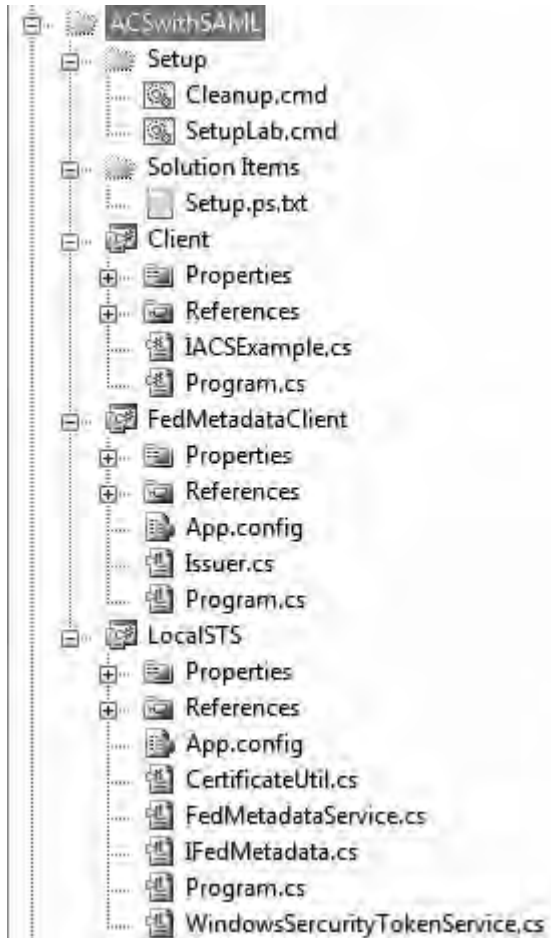 ACSwithSAML
Setup
Cleanup.cmd
SetupLab.cmd
Solution Items
Setup.ps.txt
Client
Properties
References
IACSExample.cs
Program.cs
FedMetadataClient
Properties
References
App.config
Issuer.cs
Program.cs
LocalSTS
Properties
References
App.config
CertificateUtil.cs
FedMetadataService.cs
IFedMetadata.cs
Program.cs
WindowsSercurityTokenService.cs